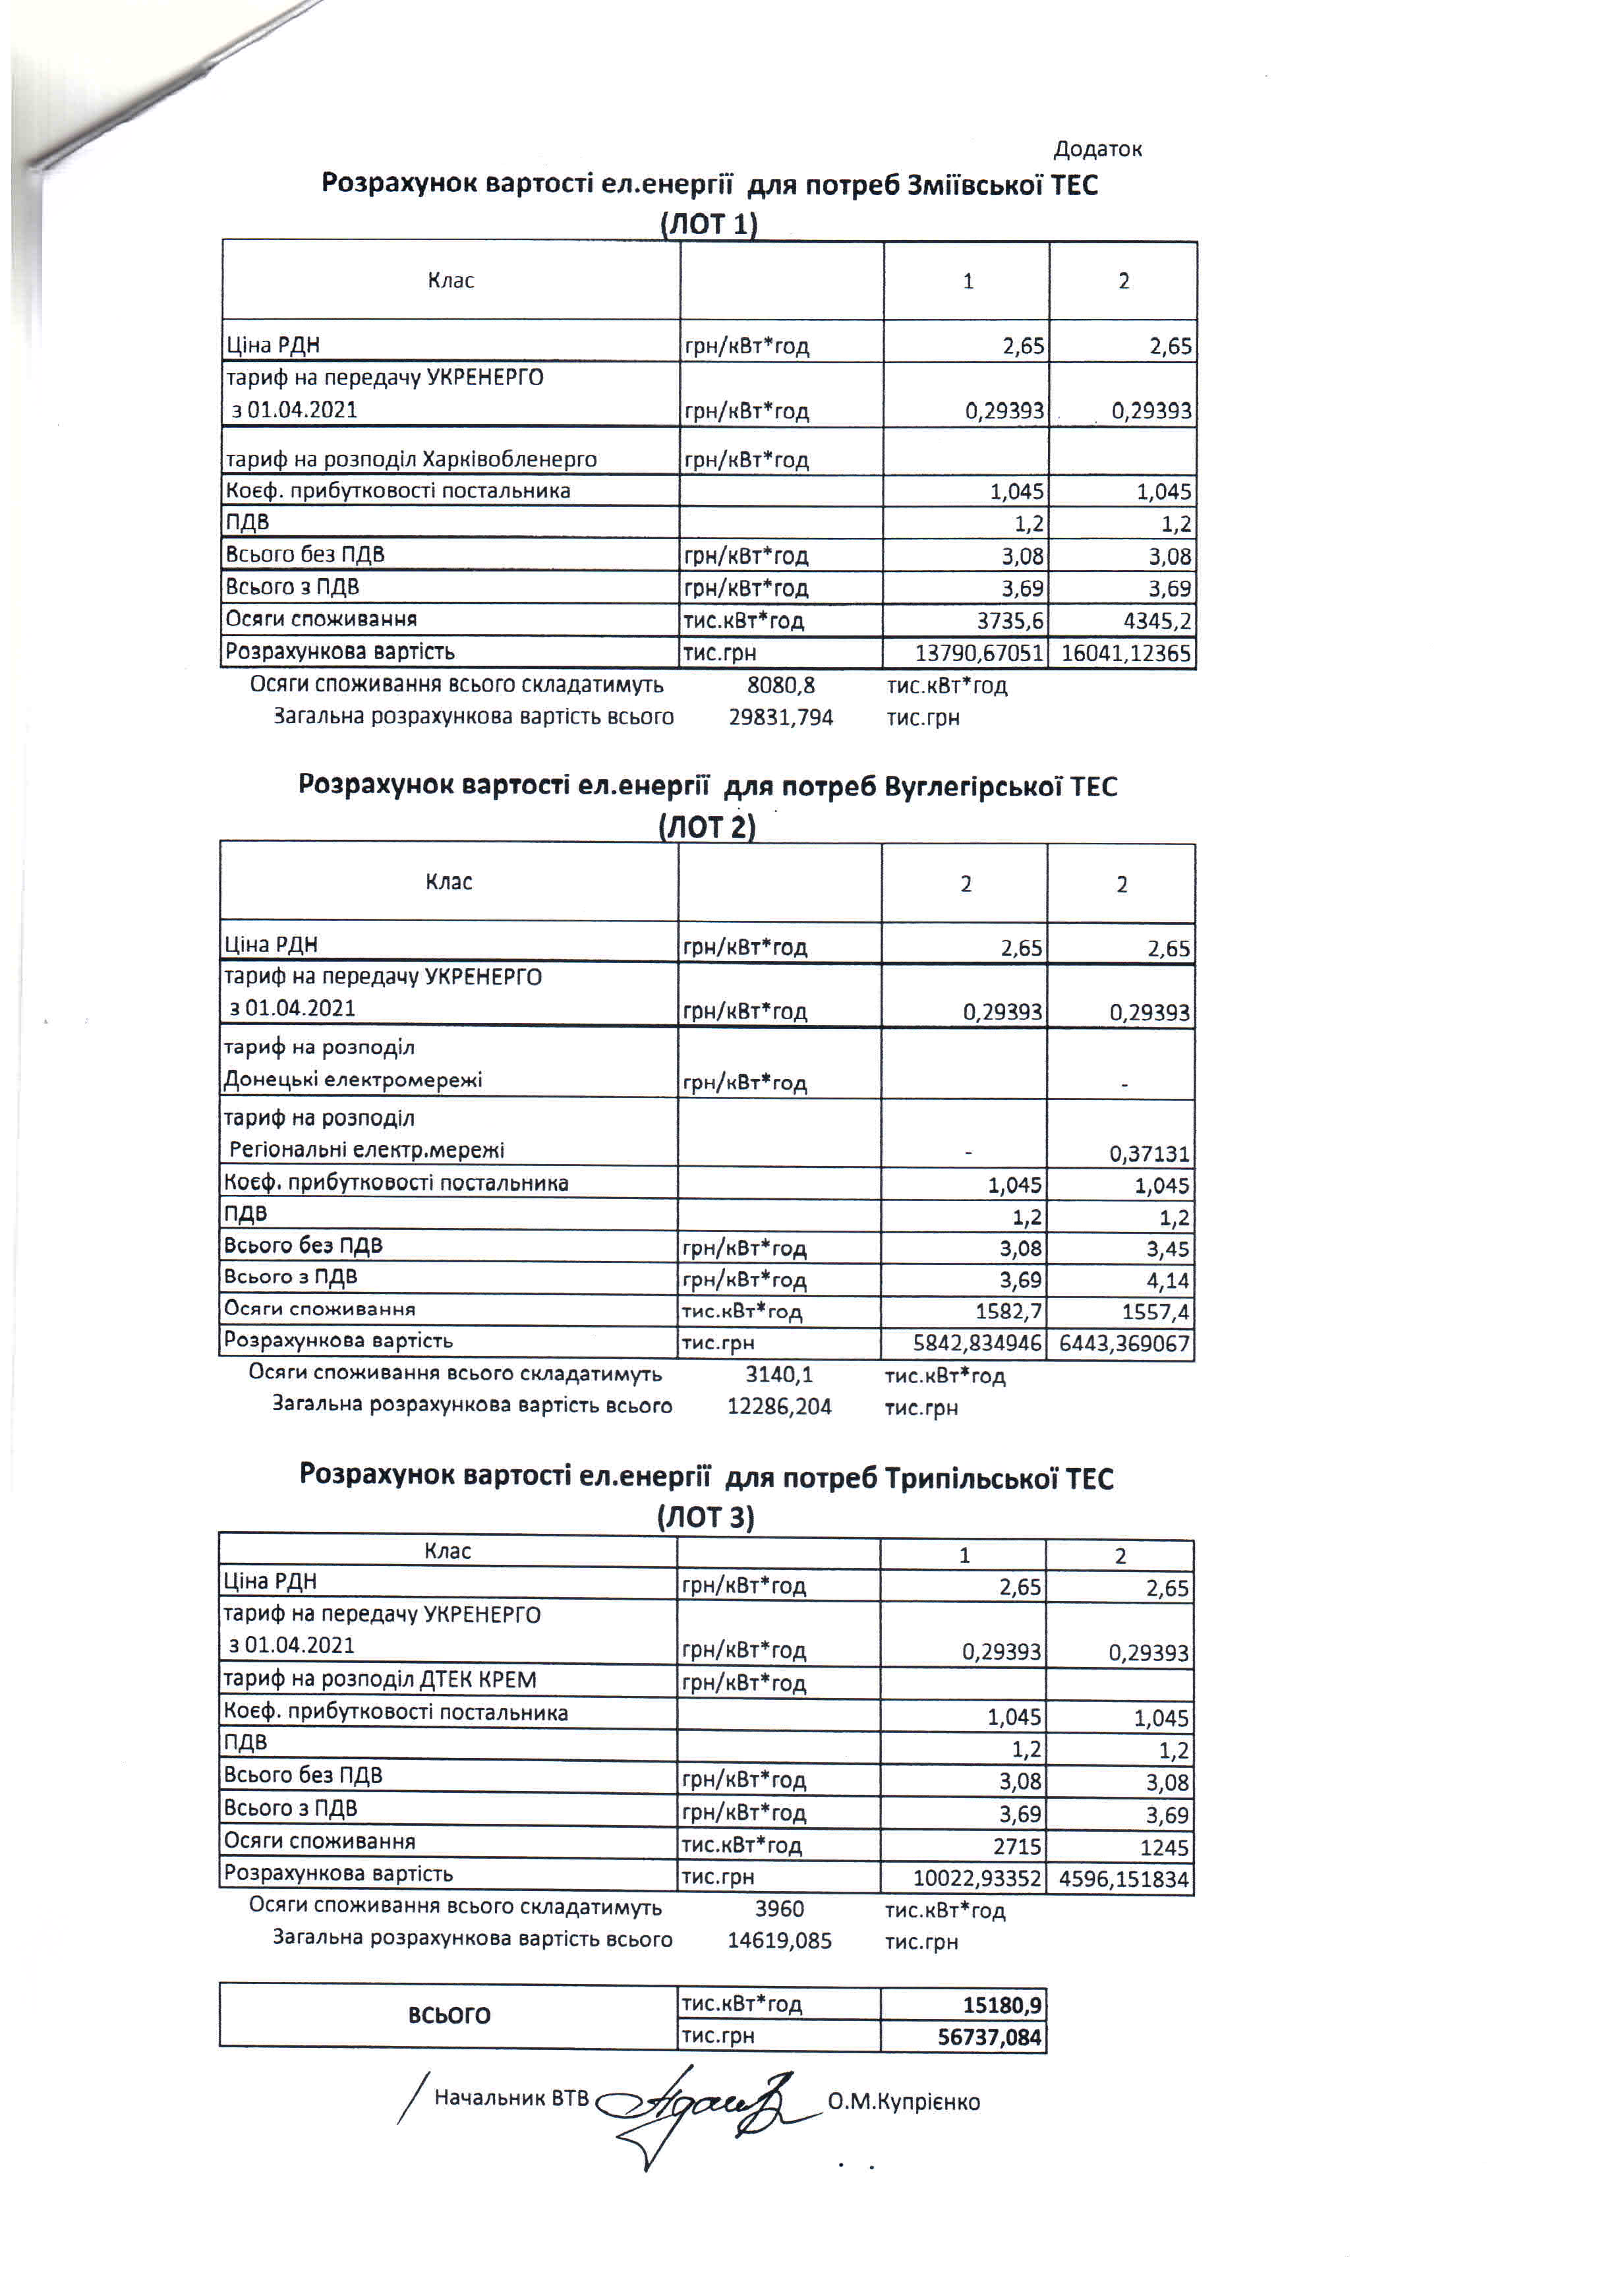 Додаток
Розрахунок вартості ел.енергії для потреб Зміївської ТЕС
(ЛОТ 1)
Клас 1 2
Ціна РДН грн/кВт*год 2,65 2,65
тариф на передачу УКРЕНЕРГО
з 01.04.2021 грн/кВт*год 0,29393 0,29393
тариф на розподіл Харківобленерго грн/кВт*год
Коєф. прибутковості постальника 1,045 1,045
ПДВ 1,2 1,2
Всього без ПДВ грн/кВт*год 3,08 3,08
Всього з ПДВ грн/кВт*год 3,69 3,69
Осяги споживання тис.кВт*год 3735,6 4345,2
Розрахункова вартість тис.грн 13790,67051 16041,12365
Осяги споживання всього складатимуть 8080,8 тис.кВт*год
Загальна розрахункова вартість всього 29831,794 тис.грн
Розрахунок вартості ел.енергії для потреб Вуглегірської ТЕС
(ЛОТ 2)
Клас 2 2
Ціна РДН грн/кВт*год 2,65 2,65
тариф на передачу УКРЕНЕРГО
з 01.04.2021 грн/кВт*год 0,29393 0,29393
тариф на розподіл
Донецькі електромережі грн/кВт*год -
тариф на розподіл
Регіональні електр.мережі - 0,37131
Коєф. прибутковості постальника 1,045 1,045
ПДВ 1,2 1,2
Всього без ПДВ грн/кВт*год 3,08 3,45
Всього з ПДВ грн/кВт*год 3,69 4,14
Осяги споживання тис.кВт*год 1582,7 1557,4
Розрахункова вартість тис.грн 5842,834946 6443,369067
Осяги споживання всього складатимуть 3140,1 тис.кВт*год
Загальна розрахункова вартість всього 12286,204 тис.грн
Розрахунок вартості ел.енергії для потреб Трипільської ТЕС
(ЛОТ 3)
Клас 1 2
Ціна РДН грн/кВт*год 2,65 2,65
тариф на передачу УКРЕНЕРГО
з 01.04.2021 грн/кВт*год 0,29393 0,29393
тариф на розподіл ДТЕК КРЕМ грн/кВт*год
Коєф. прибутковості постальника 1,045 1,045
ПДВ 1,2 1,2
Всього без ПДВ грн/кВт*год 3,08 3,08
Всього з ПДВ грн/кВт*год 3,69 3,69
Осяги споживання тис.кВт*год 2715 1245
Розрахункова вартість тис.грн 10022,93352 4596,151834
Осяги споживання всього складатимуть 3960 тис.кВт*год
Загальна розрахункова вартість всього 14619,085 тис.грн
ВСЬОГО тис.кВт*год 15180,9
тис.грн 56737,084
Начальник ВТВ О.М.Купрієнко